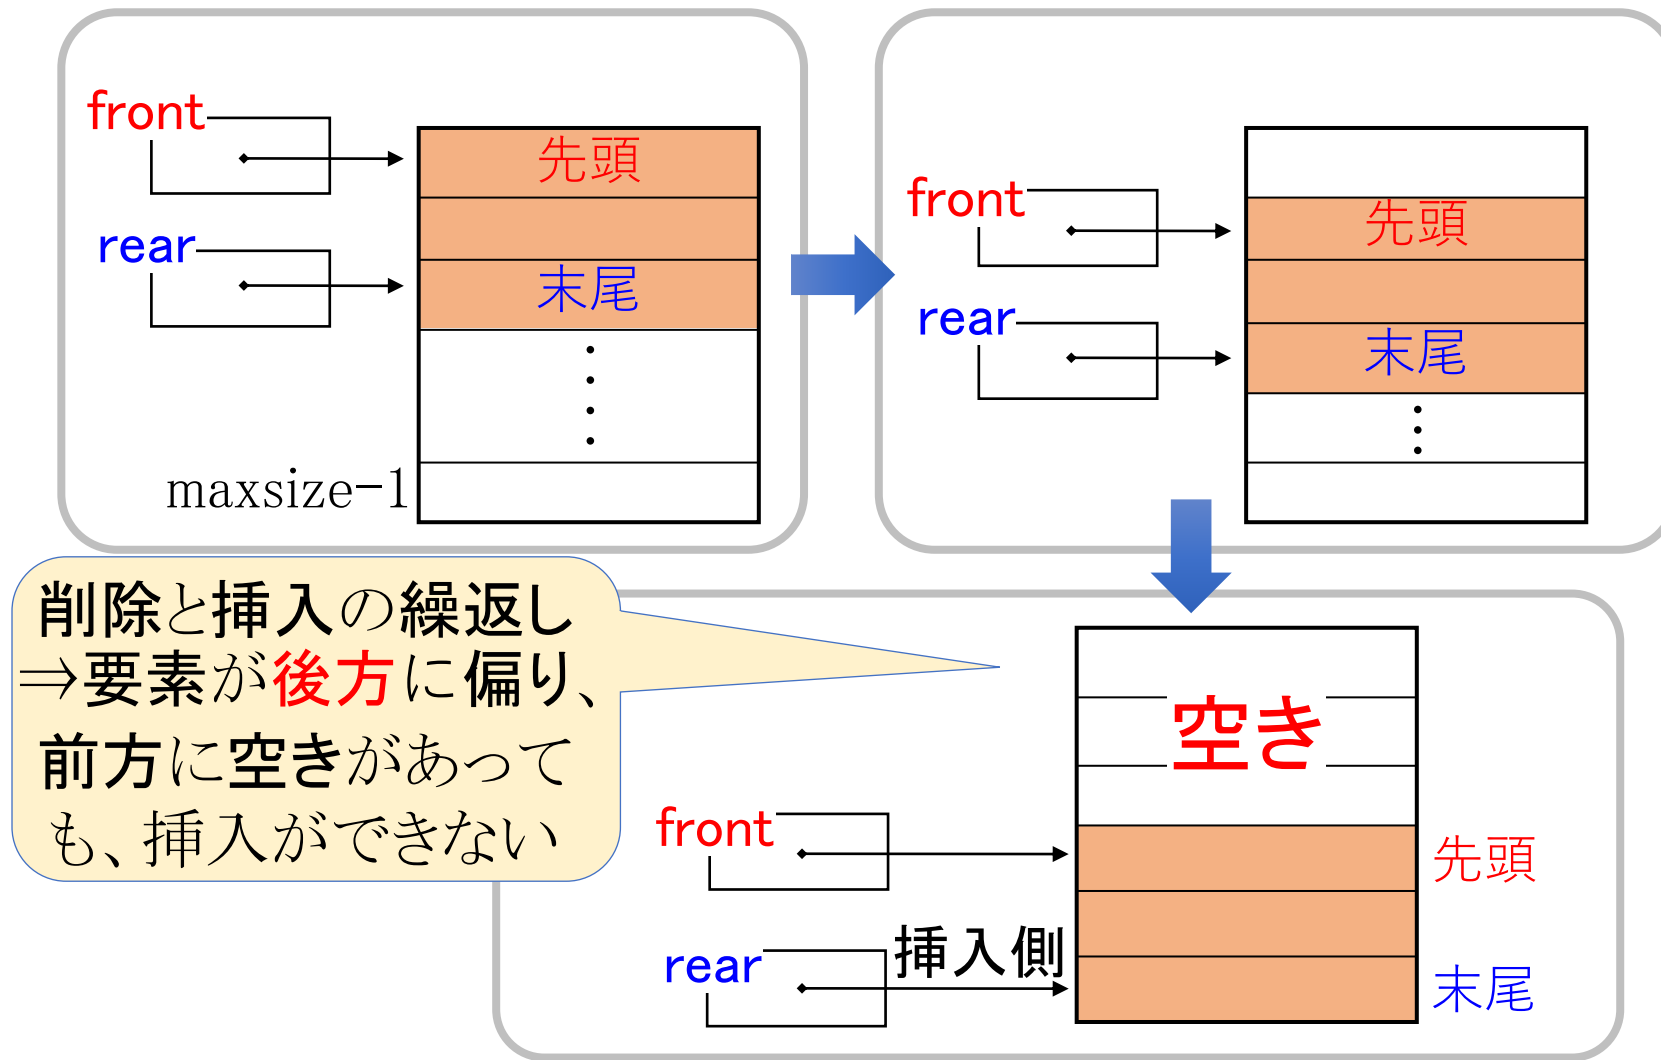 front
先頭
rear
末尾
maxsize-1
front
先頭
rear
末尾
削除と挿入の繰返し
⇒要素が後方に偏り、
前方に空きがあって
も、挿入ができない
空き
front
先頭
挿入側
rear
末尾